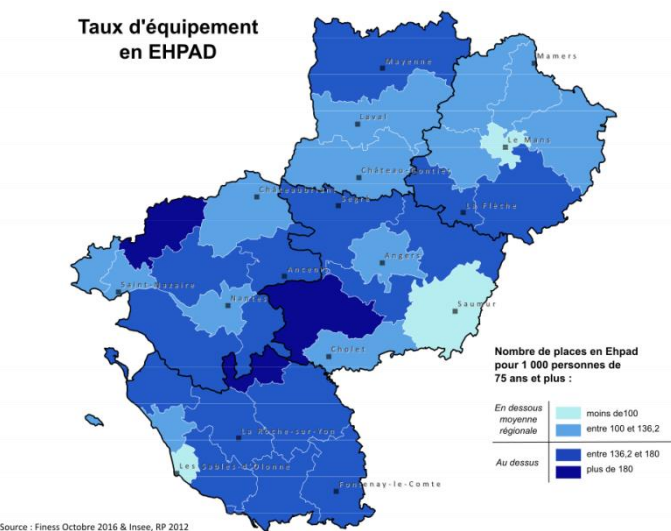 Taux d'équipement
en EHPAD
Mamers
Mayenne
Laval
Le Mans
Château-Gontier
Châteaubriant
Segré
La Flèche
Angers
Ancenis
Saint-Nazaire
Nantes
Saumur
Cholet
Nombre de places en Ehpad
pour 1 000 personnes de
75 ans et plus :
En dessous
moyenne
régionale
moins de100
entre 100 et 136,2
Au dessus
entre 136,2 et 180
plus de 180
La Roche-sur-Yon
Les Sables-d'Olonne
Fontenay-le-Comte
Source : Finess Octobre 2016 & Insee, RP 2012